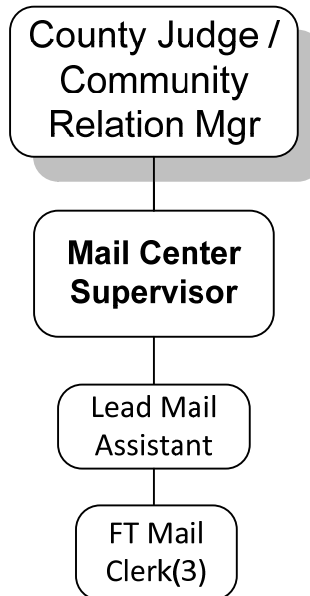 County Judge /
Community
Relation Mgr
Mail Center
Supervisor
Lead Mail
Assistant
FT Mail
Clerk(3)